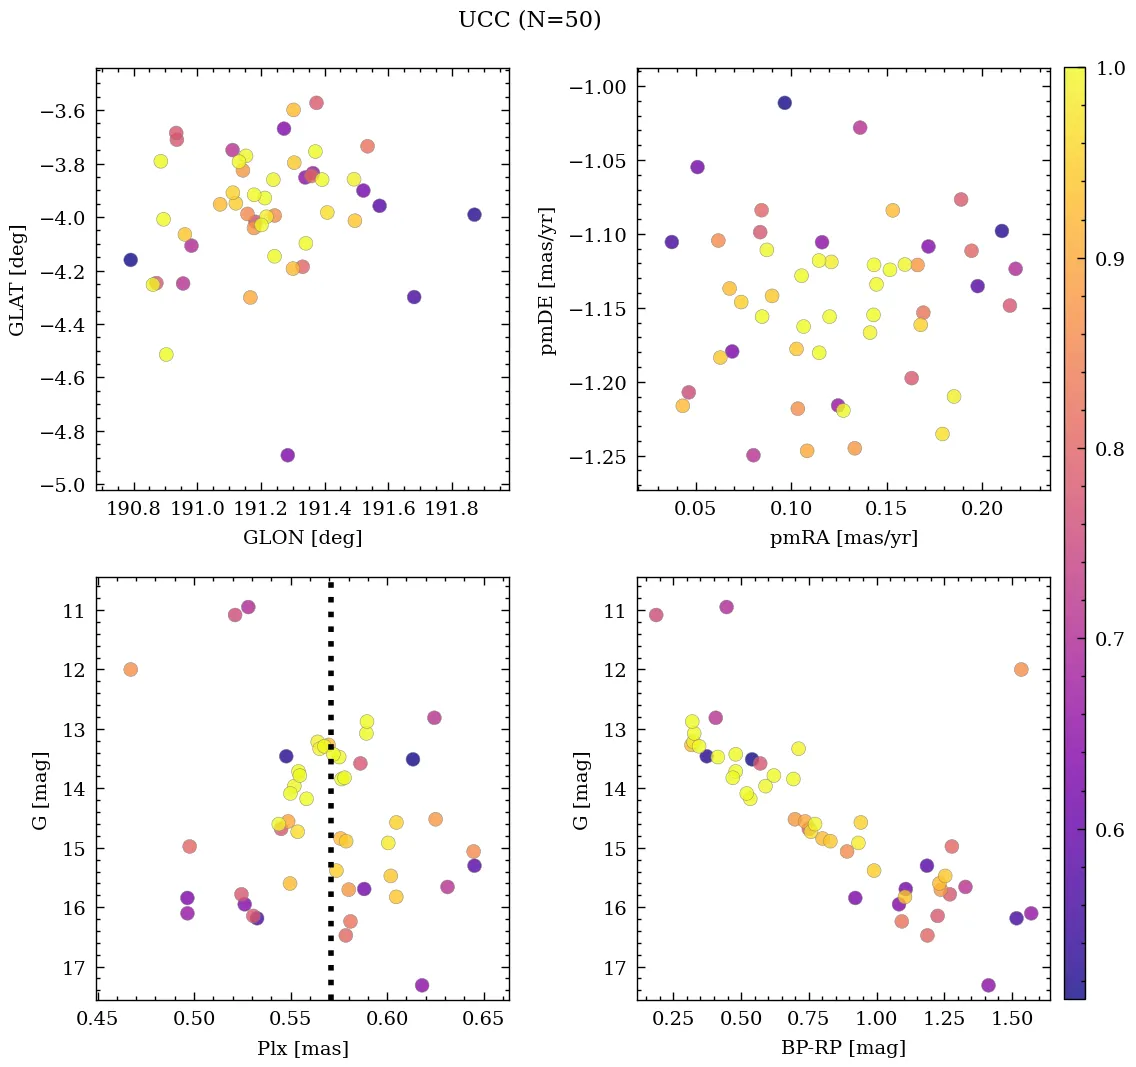 UCC (N=50)
−3.6
−3.8
−4.0
−4.2
−4.4
−4.6
−4.8
−5.0
GLAT [deg]
190.8 191.0 191.2 191.4 191.6 191.8
GLON [deg]
−1.00
−1.05
−1.10
−1.15
−1.20
−1.25
pmDE [mas/yr]
0.05 0.10 0.15 0.20
pmRA [mas/yr]
11
12
13
14
15
16
17
G [mag]
0.45 0.50 0.55 0.60 0.65
Plx [mas]
11
12
13
14
15
16
17
G [mag]
0.25 0.50 0.75 1.00 1.25 1.50
BP-RP [mag]
1.0
0.9
0.8
0.7
0.6